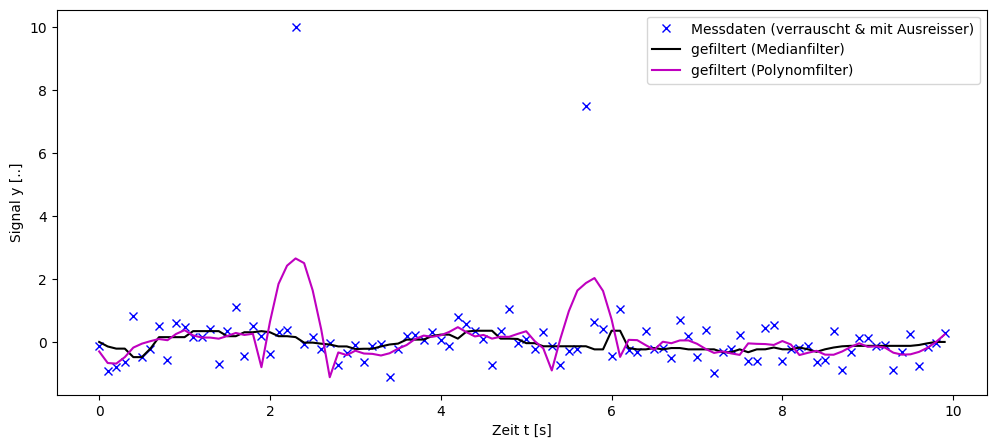 Messdaten (verrauscht & mit Ausreisser)
gefiltert (Medianfilter)
gefiltert (Polynomfilter)
Signal y [..]
10
8
6
4
2
0
0 2 4 6 8 10
Zeit t [s]